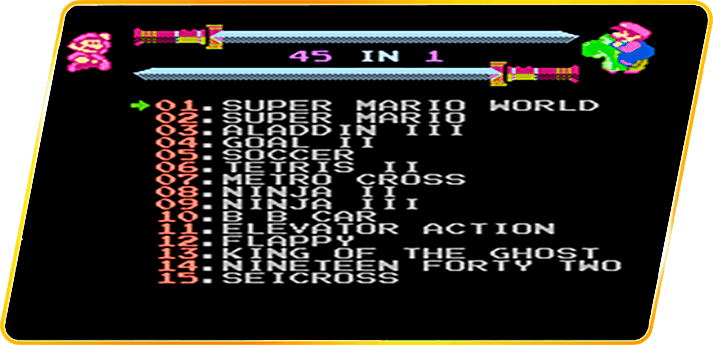 45 IN 1
01. SUPER MARIO WORLD
02. SUPER MARIO
03. ALADDIN III
04. GOAL II
05. SOCCER
06. TETRIS II
07. METRO CROSS
08. NINJA II
09. NINJA III
10. B B CAR
11. ELEVATOR ACTION
12. FLAPPY
13. KING OF THE GHOST
14. NINETEEN FORTY TWO
15. SEICROSS